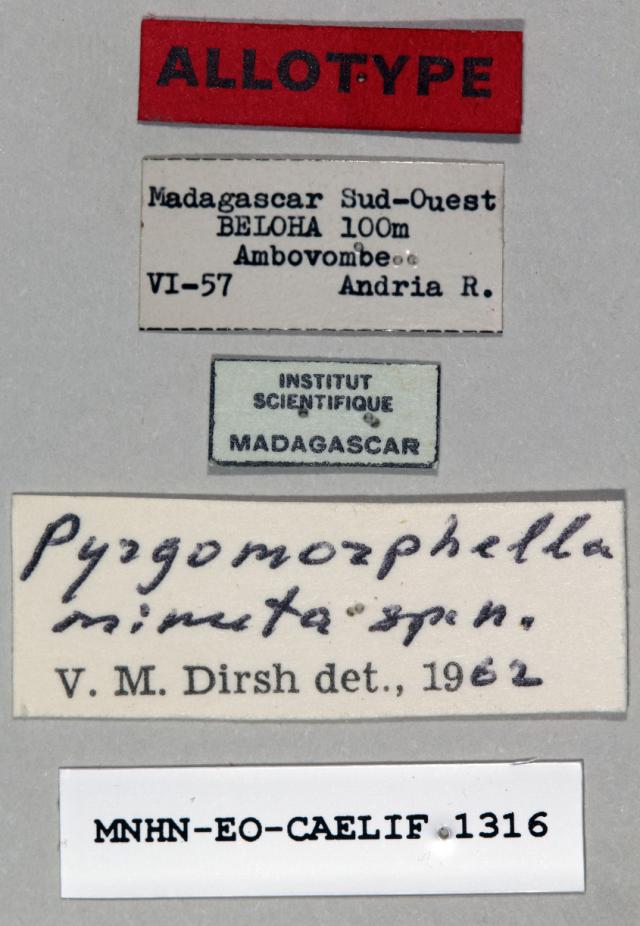 ALLOTYPE
Madagascar Sud-Ouest
BELOHA 100m
Ambovombe
VI-57 Andria R.
INSTITUT
SCIENTIFIQUE
MADAGASCAR
Pyrgomorphella
minuta sp. n.
V. M. Dirsh det., 1962
MNHN-EO-CAELIF 1316